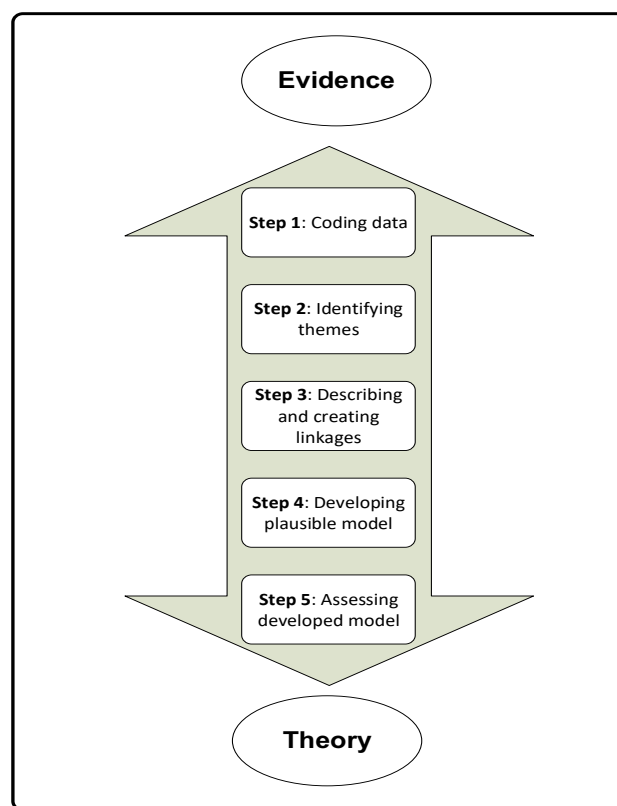 Evidence
Step 1: Coding data
Step 2: Identifying
themes
Step 3: Describing
and creating
linkages
Step 4: Developing
plausible model
Step 5: Assessing
developed model
Theory